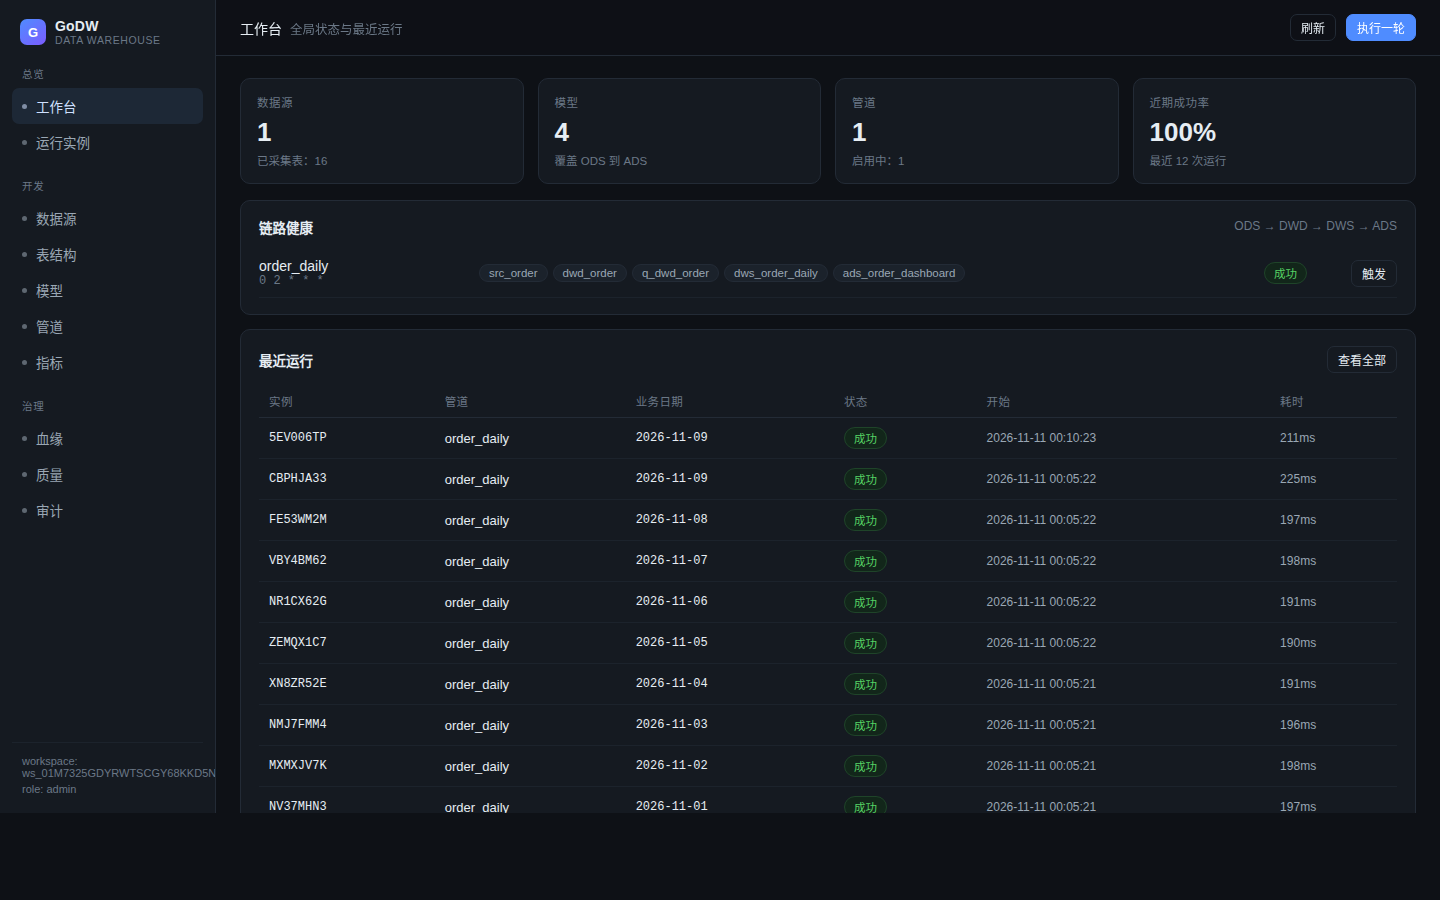 G
GoDW
DATA WAREHOUSE
总览
工作台
运行实例
开发
数据源
表结构
模型
管道
指标
治理
血缘
质量
审计
workspace:
ws_01M7325GDYRWTSCGY68KKD5N
role: admin
工作台 全局状态与最近运行
刷新 执行一轮
数据源
1
已采集表：16
模型
4
覆盖 ODS 到 ADS
管道
1
启用中：1
近期成功率
100%
最近 12 次运行
链路健康 ODS → DWD → DWS → ADS
order_daily
0 2 * * *
src_order dwd_order q_dwd_order dws_order_daily ads_order_dashboard 成功 触发
最近运行 查看全部
实例 管道 业务日期 状态 开始 耗时
5EV006TP order_daily 2026-11-09 成功 2026-11-11 00:10:23 211ms
CBPHJA33 order_daily 2026-11-09 成功 2026-11-11 00:05:22 225ms
FE53WM2M order_daily 2026-11-08 成功 2026-11-11 00:05:22 197ms
VBY4BM62 order_daily 2026-11-07 成功 2026-11-11 00:05:22 198ms
NR1CX62G order_daily 2026-11-06 成功 2026-11-11 00:05:22 191ms
ZEMQX1C7 order_daily 2026-11-05 成功 2026-11-11 00:05:22 190ms
XN8ZR52E order_daily 2026-11-04 成功 2026-11-11 00:05:21 191ms
NMJ7FMM4 order_daily 2026-11-03 成功 2026-11-11 00:05:21 196ms
MXMXJV7K order_daily 2026-11-02 成功 2026-11-11 00:05:21 198ms
NV37MHN3 order_daily 2026-11-01 成功 2026-11-11 00:05:21 197ms